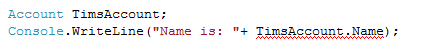 Account TimsAccount;
Console.WriteLine("Name is: "+ TimsAccount.Name);